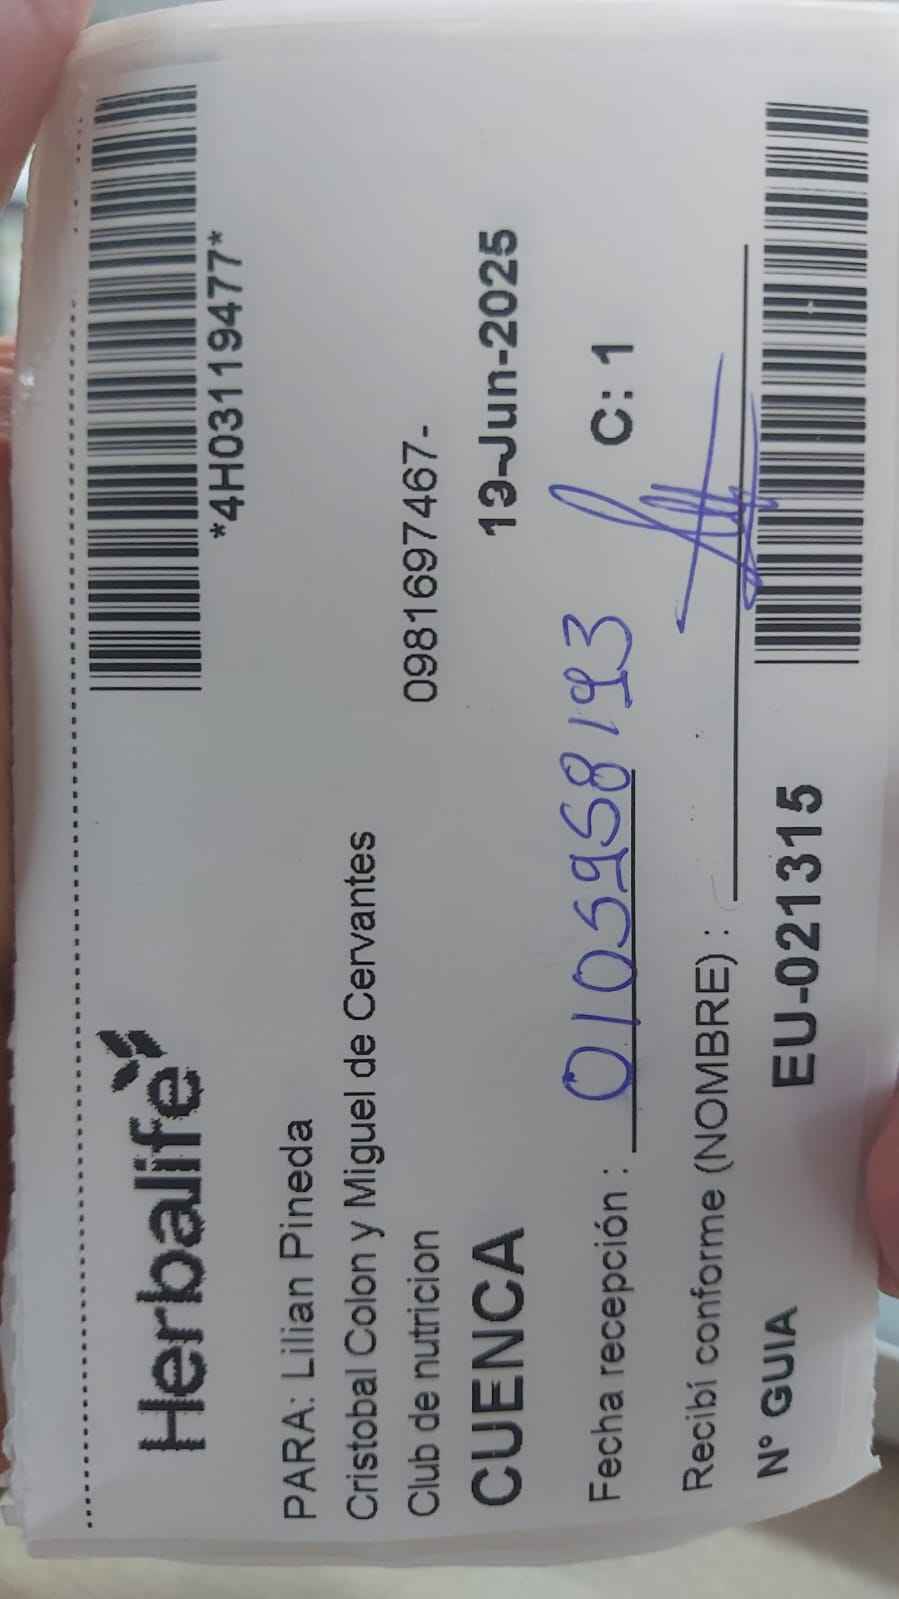 *4H03119477*
Herbalife
PARA: Lilian Pineda
Cristobal Colon y Miguel de Cervantes
Club de nutricion 0981697467-
CUENCA 13-Jun-2025
Fecha recepción : 0105958193 C: 1
Recibí conforme (NOMBRE) :
N° GUIA EU-021315